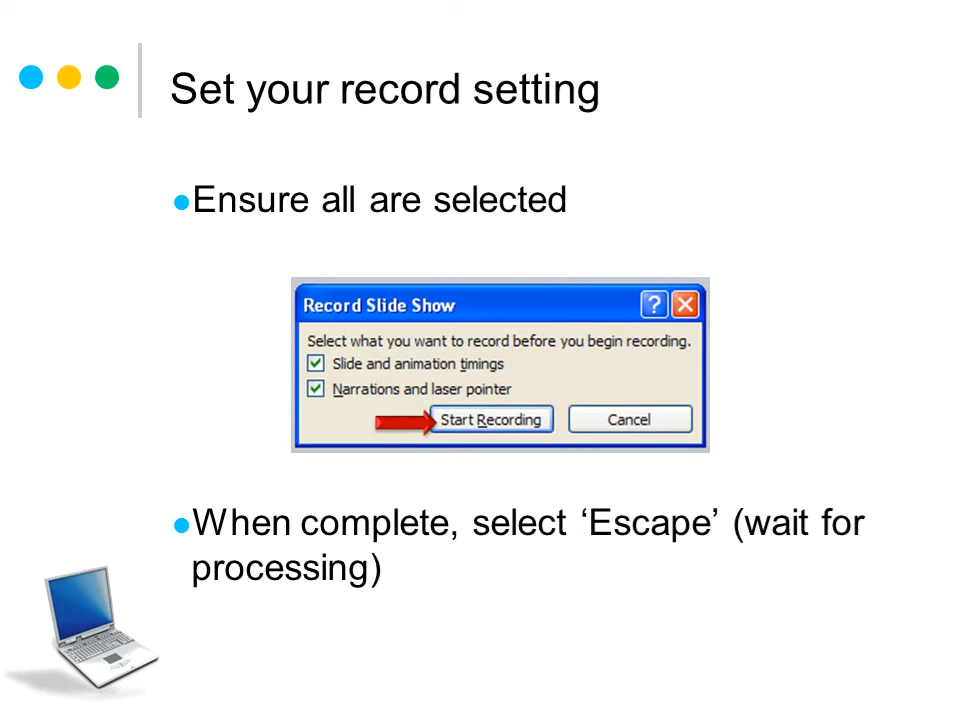 Set your record setting
●Ensure all are selected
Record Slide Show
Select what you want to record before you begin recording.
Slide and animation timings
Narrations and laser pointer
Start Recording Cancel
●When complete, select ‘Escape’ (wait for
processing)